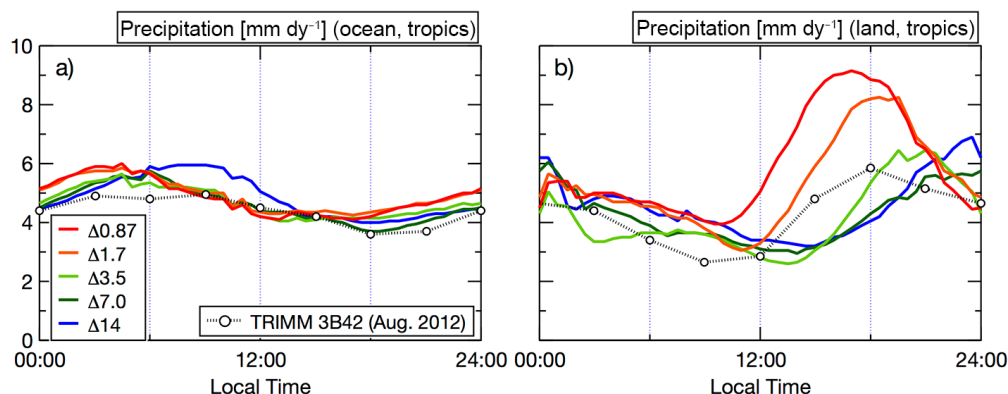 Precipitation [mm dy⁻¹] (ocean, tropics)
a)
10
8
6
4
2
0
Δ0.87
Δ1.7
Δ3.5
Δ7.0
Δ14
TRIMM 3B42 (Aug. 2012)
00:00 12:00 24:00
Local Time
Precipitation [mm dy⁻¹] (land, tropics)
b)
00:00 12:00 24:00
Local Time